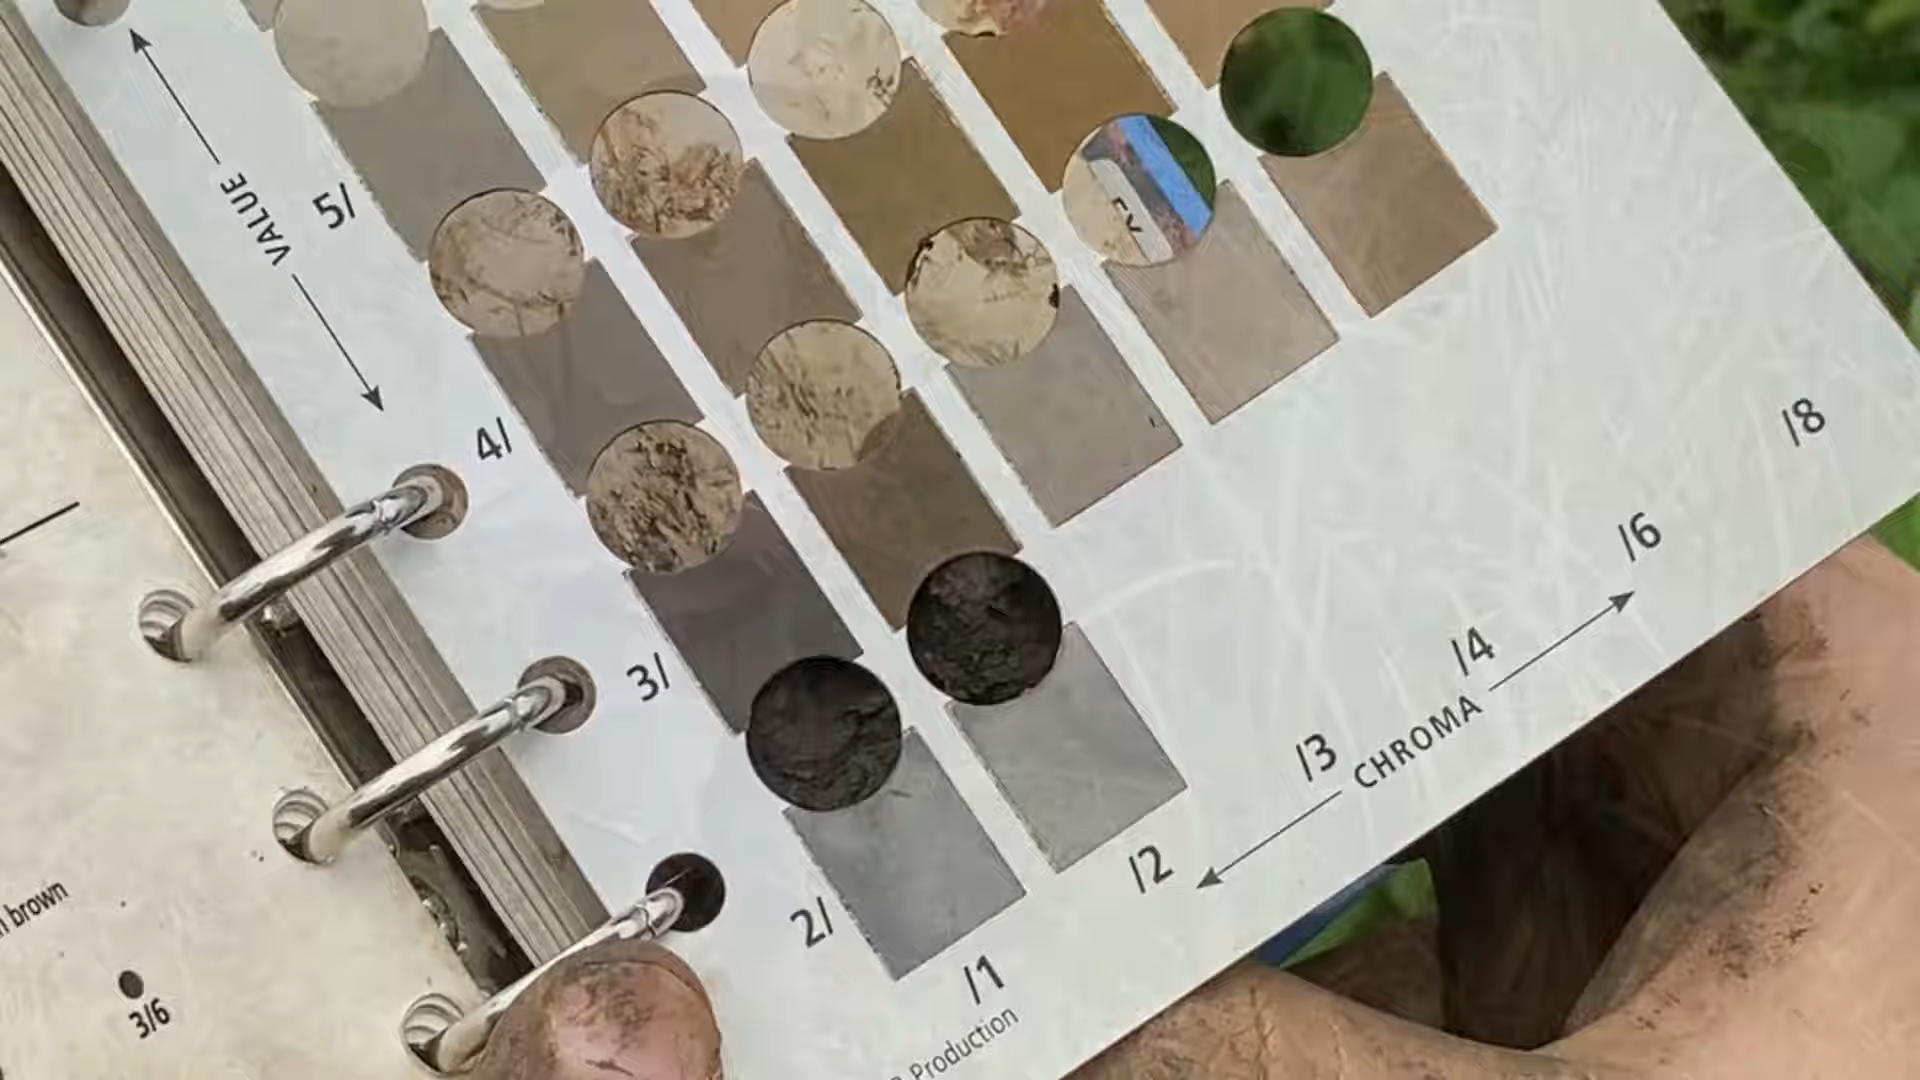 VALUE
5/
4/
3/
2/
/1
/2
/3
/4
/6
/8
CHROMA
Production
brown
3/6